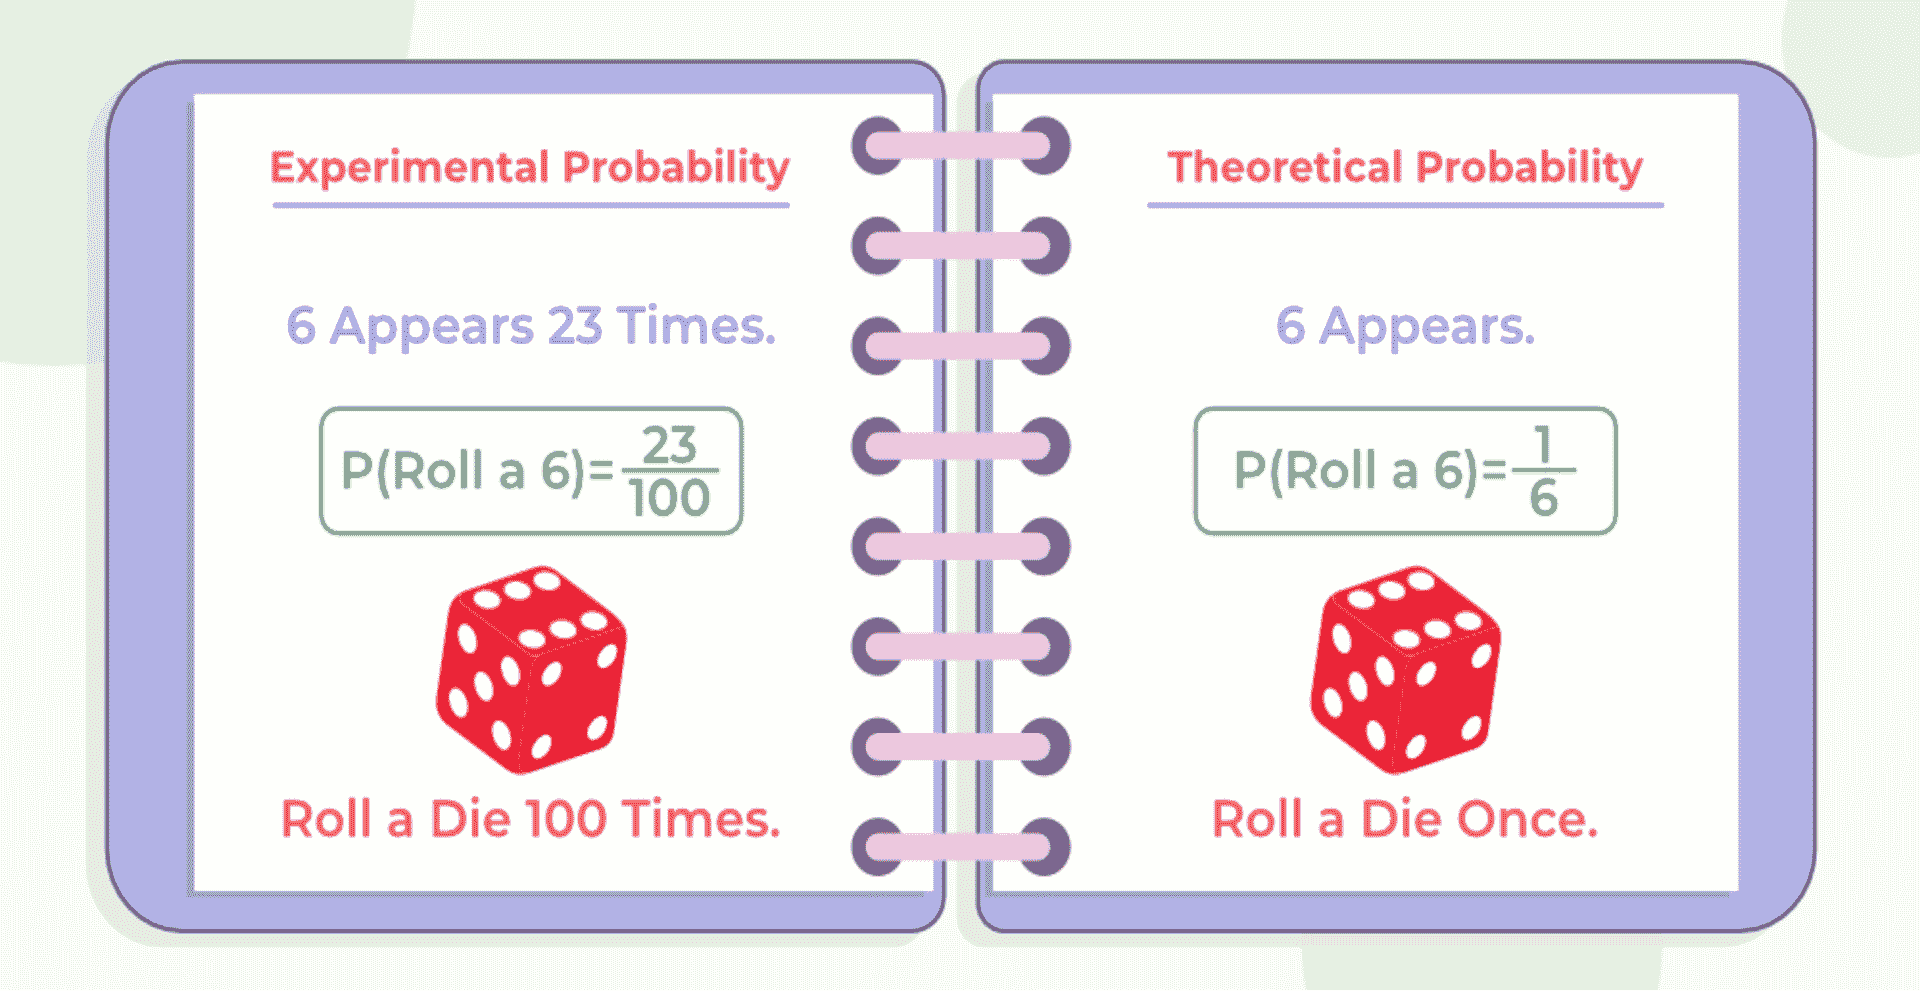 Experimental Probability
6 Appears 23 Times.
P(Roll a 6)=23/100
Roll a Die 100 Times.
Theoretical Probability
6 Appears.
P(Roll a 6)=1/6
Roll a Die Once.